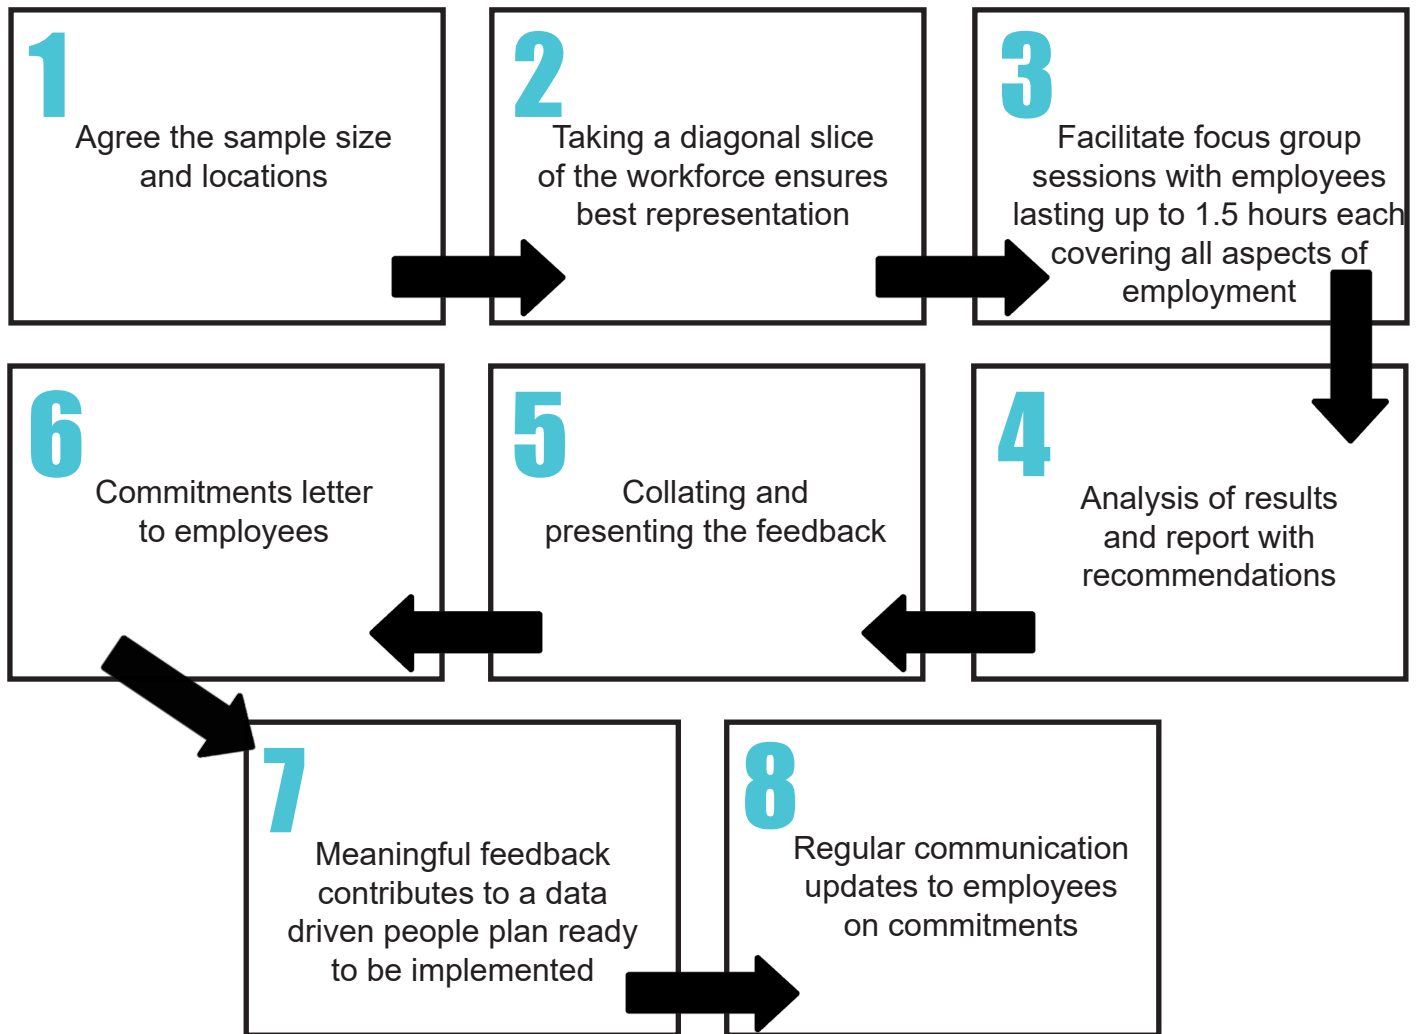 1
Agree the sample size
and locations
2
Taking a diagonal slice
of the workforce ensures
best representation
3
Facilitate focus group
sessions with employees
lasting up to 1.5 hours each
covering all aspects of
employment
4
Analysis of results
and report with
recommendations
5
Collating and
presenting the feedback
6
Commitments letter
to employees
7
Meaningful feedback
contributes to a data
driven people plan ready
to be implemented
8
Regular communication
updates to employees
on commitments